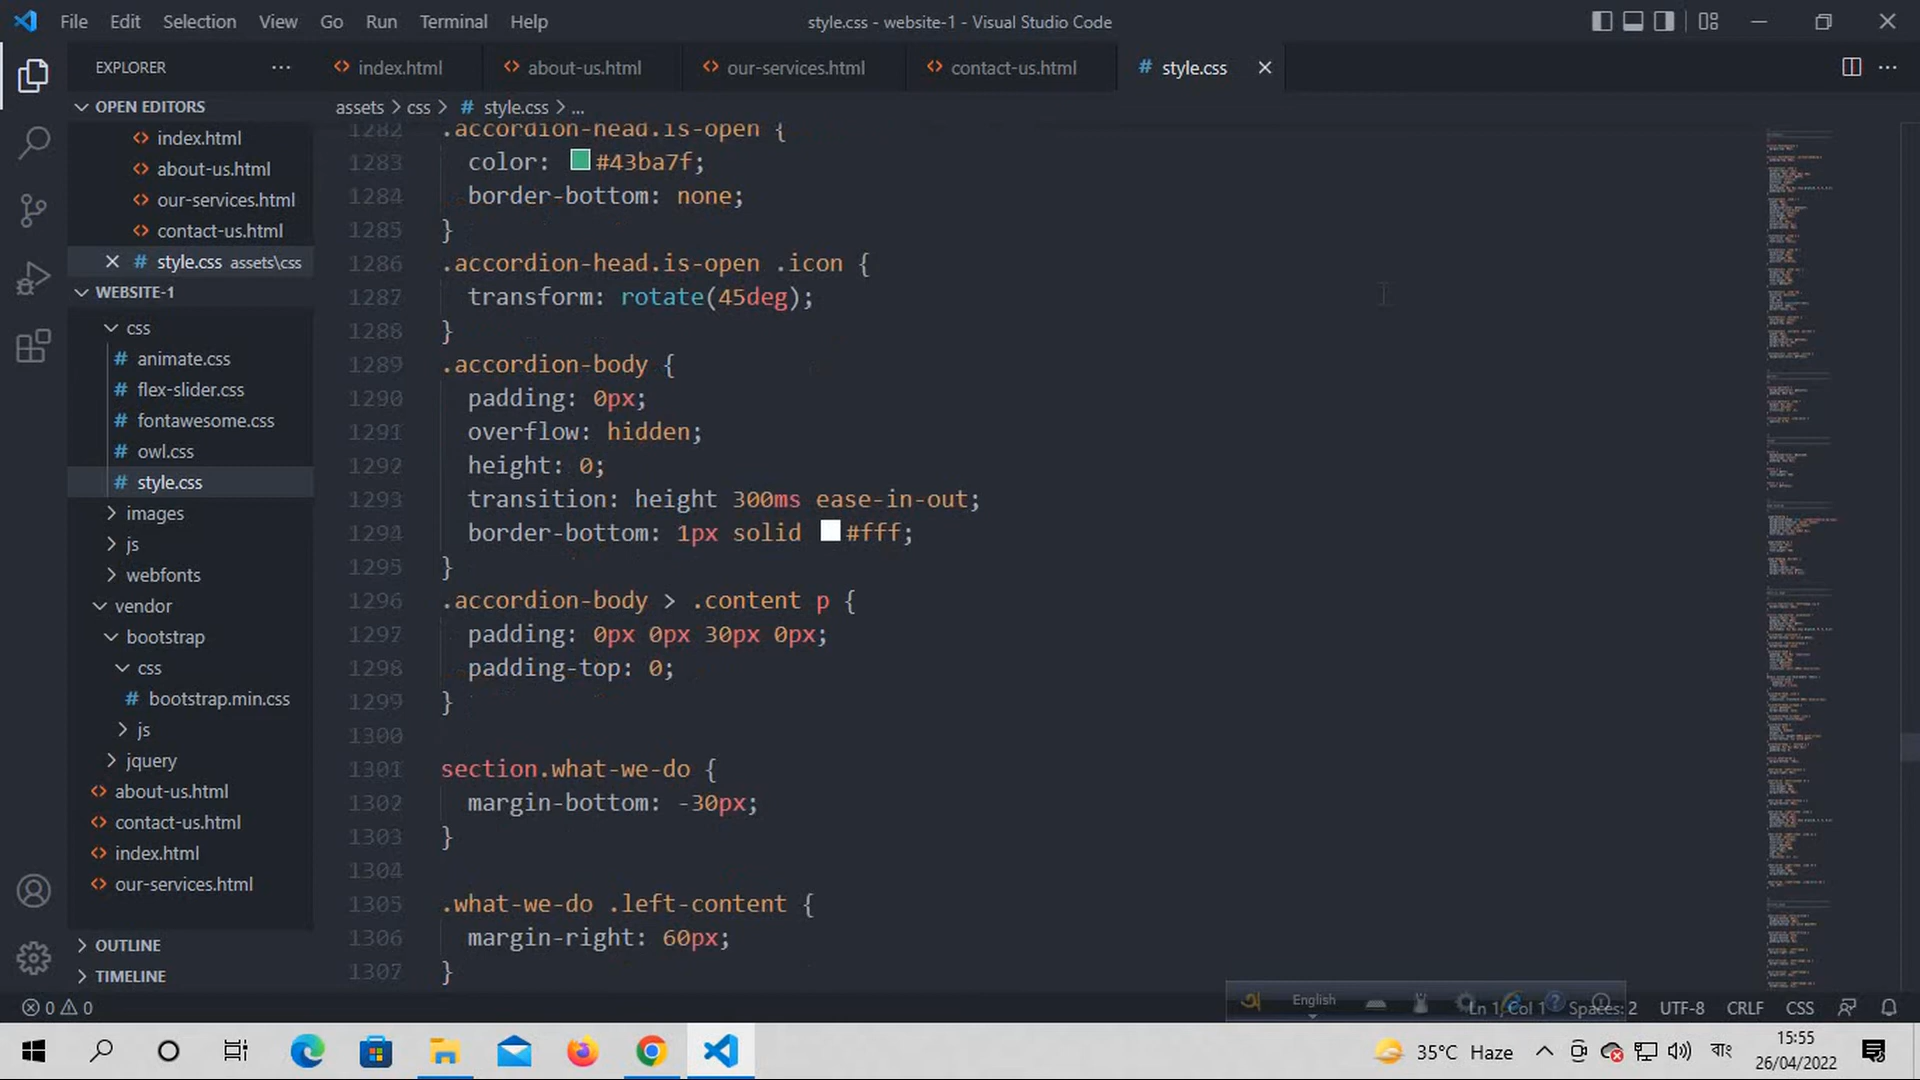 File Edit Selection View Go Run Terminal Help
style.css - website-1 - Visual Studio Code
EXPLORER
index.html
about-us.html
our-services.html
contact-us.html
# style.css
OPEN EDITORS
index.html
about-us.html
our-services.html
contact-us.html
# style.css assets\css
WEBSITE-1
css
# animate.css
# flex-slider.css
# fontawesome.css
# owl.css
# style.css
images
js
webfonts
vendor
bootstrap
css
# bootstrap.min.css
js
jquery
about-us.html
contact-us.html
index.html
our-services.html
OUTLINE
TIMELINE
assets > css > # style.css > ...
1282 .accordion-head.is-open {
1283 color: #43ba7f;
1284 border-bottom: none;
1285 }
1286 .accordion-head.is-open .icon {
1287 transform: rotate(45deg);
1288 }
1289 .accordion-body {
1290 padding: 0px;
1291 overflow: hidden;
1292 height: 0;
1293 transition: height 300ms ease-in-out;
1294 border-bottom: 1px solid #fff;
1295 }
1296 .accordion-body > .content p {
1297 padding: 0px 0px 30px 0px;
1298 padding-top: 0;
1299 }
1300
1301 section.what-we-do {
1302 margin-bottom: -30px;
1303 }
1304
1305 .what-we-do .left-content {
1306 margin-right: 60px;
1307 }
0 0
English
Ln 1, Col 1 Spaces: 2 UTF-8 CRLF CSS
35°C Haze
বাং
15:55
26/04/2022